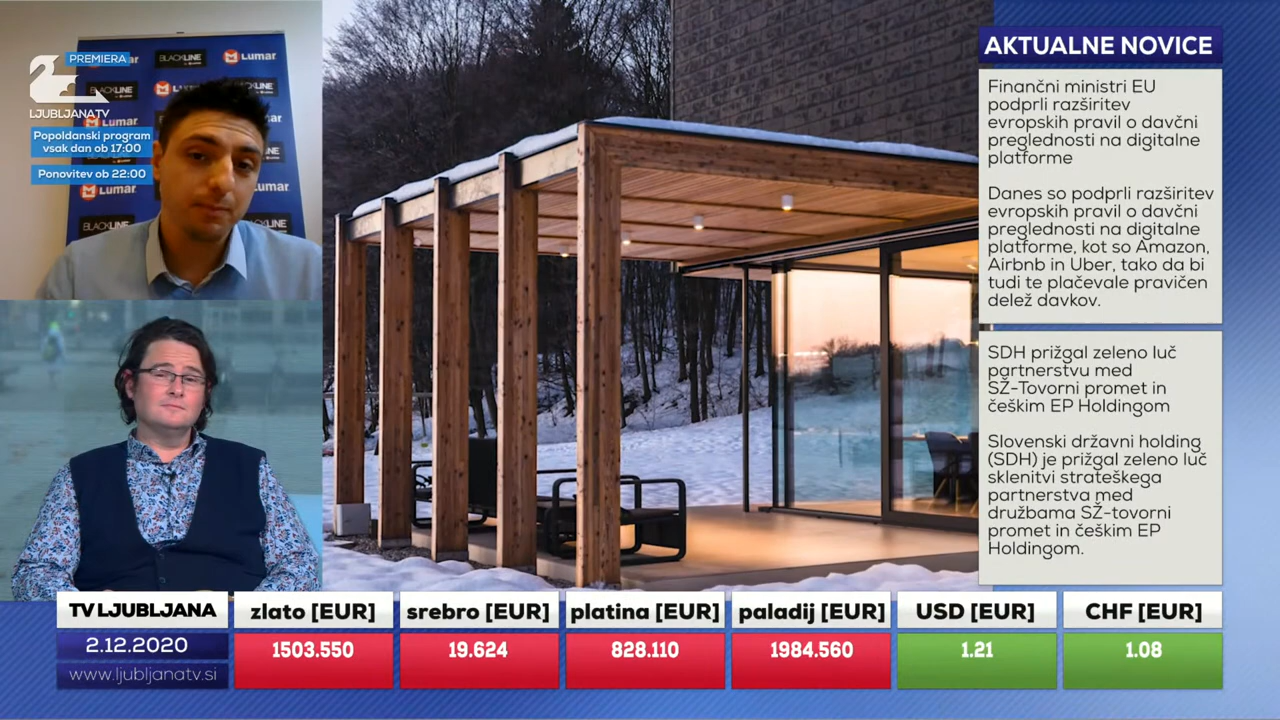 PREMIERA
LJUBLJANATV
Popoldanski program
vsak dan ob 17:00
Ponovitev ob 22:00
BLACKLINE
Lumar
BLACKLINE
Lumar
Lumar
BLACKLINE
AKTUALNE NOVICE
Finančni ministri EU
podprli razširitev
evropskih pravil o davčni
preglednosti na digitalne
platforme
Danes so podprli razširitev
evropskih pravil o davčni
preglednosti na digitalne
platforme, kot so Amazon,
Airbnb in Uber, tako da bi
tudi te plačevale pravičen
delež davkov.
SDH prižgal zeleno luč
partnerstvu med
SŽ-Tovorni promet in
češkim EP Holdingom
Slovenski državni holding
(SDH) je prižgal zeleno luč
sklenitvi strateškega
partnerstva med
družbama SŽ-tovorni
promet in češkim EP
Holdingom.
TV LJUBLJANA
2.12.2020
www.ljubljanatv.si
zlato [EUR]
1503.550
srebro [EUR]
19.624
platina [EUR]
828.110
paladij [EUR]
1984.560
USD [EUR]
1.21
CHF [EUR]
1.08